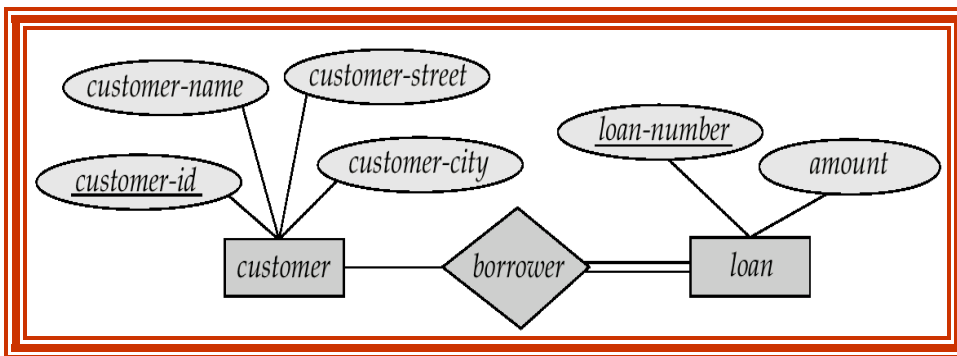 customer-name
customer-street
customer-id
customer-city
loan-number
amount
customer
borrower
loan